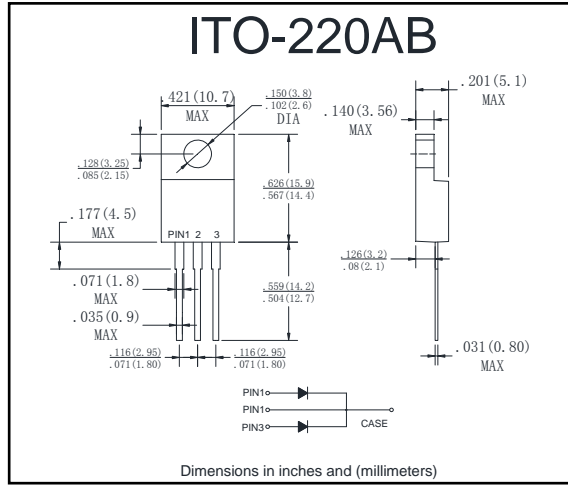 ITO-220AB
.421(10.7)
MAX
.150(3.8)
.102(2.6)
DIA
.201(5.1)
MAX
.140(3.56)
MAX
.128(3.25)
.085(2.15)
.626(15.9)
.567(14.4)
.177(4.5)
MAX
PIN1 2 3
.126(3.2)
.08(2.1)
.071(1.8)
MAX
.559(14.2)
.504(12.7)
.035(0.9)
MAX
.116(2.95)
.071(1.80)
.116(2.95)
.071(1.80)
.031(0.80)
MAX
PIN1
PIN1
PIN3
CASE
Dimensions in inches and (millimeters)